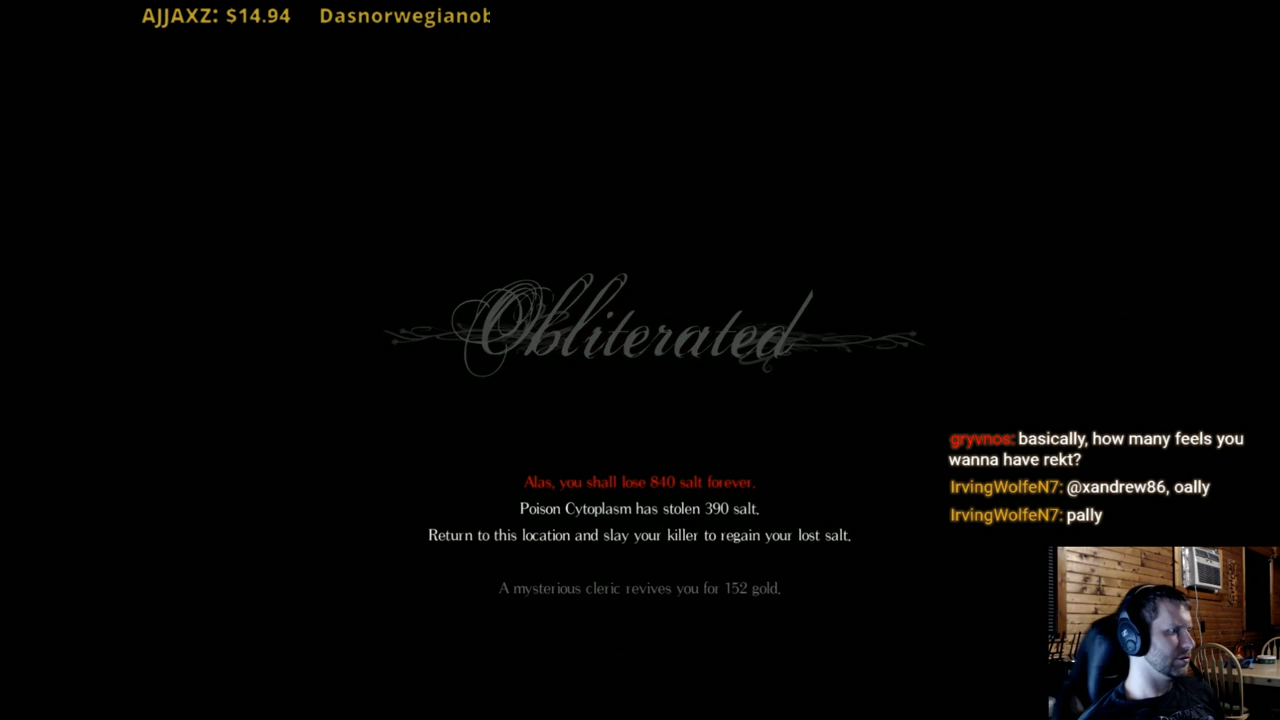 AJJAXZ: $14.94 Dasnorwegianob
Obliterated
Alas, you shall lose 840 salt forever.
Poison Cytoplasm has stolen 390 salt.
Return to this location and slay your killer to regain your lost salt.
A mysterious cleric revives you for 152 gold.
gryvnos: basically, how many feels you
wanna have rekt?
IrvingWolfeN7: @xandrew86, oally
IrvingWolfeN7: pally